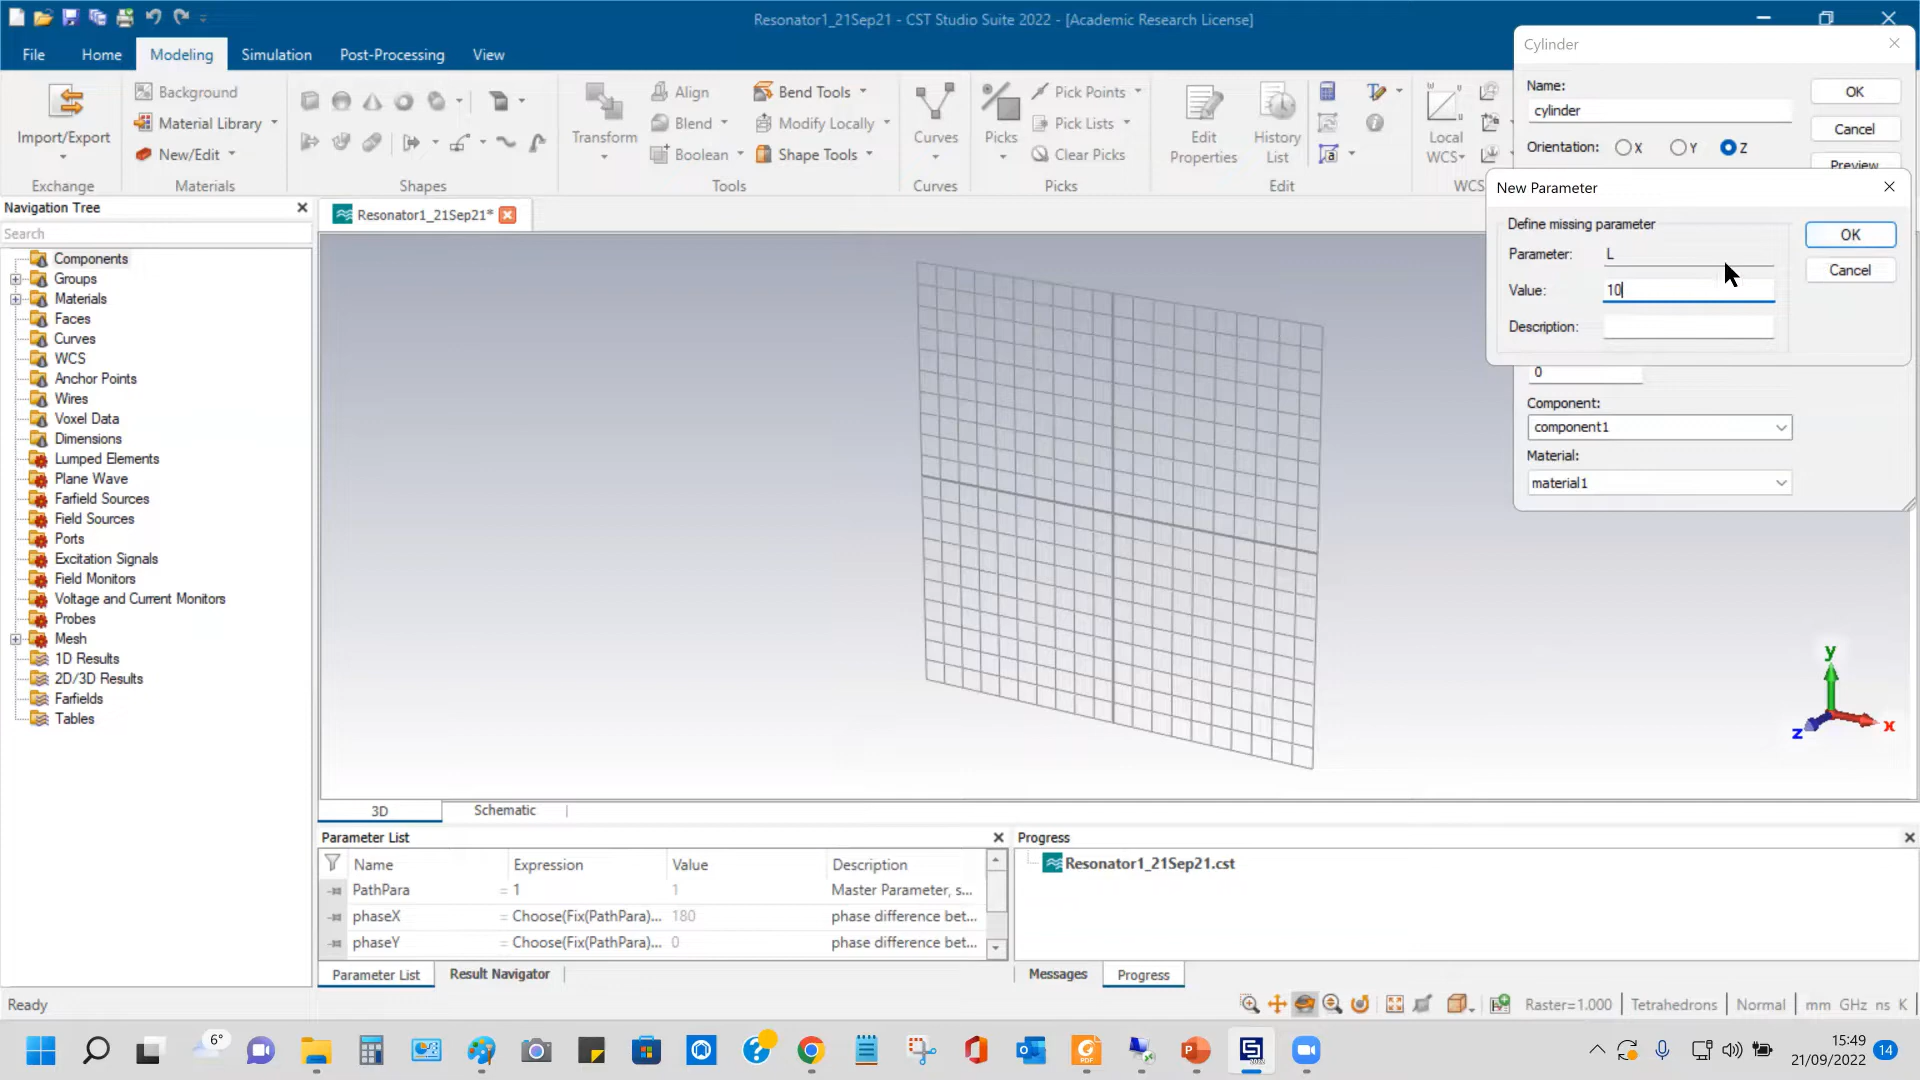 Resonator1_21Sep21 - CST Studio Suite 2022 - [Academic Research License]
File Home Modeling Simulation Post-Processing View
Import/Export
Exchange
Background
Material Library
New/Edit
Materials
Shapes
Transform
Align
Blend
Boolean
Bend Tools
Modify Locally
Shape Tools
Tools
Curves
Curves
Picks
Pick Points
Pick Lists
Clear Picks
Picks
Edit
Properties
History
List
Edit
Local
WCS
WCS
Cylinder
Name:
cylinder
Orientation: X Y Z
OK
Cancel
Preview
New Parameter
Define missing parameter
Parameter: L
Value: 10
Description:
OK
Cancel
0
Component:
component1
Material:
material1
Navigation Tree
Search
Components
Groups
Materials
Faces
Curves
WCS
Anchor Points
Wires
Voxel Data
Dimensions
Lumped Elements
Plane Wave
Farfield Sources
Field Sources
Ports
Excitation Signals
Field Monitors
Voltage and Current Monitors
Probes
Mesh
1D Results
2D/3D Results
Farfields
Tables
Resonator1_21Sep21*
y
x
z
3D Schematic
Parameter List
Name Expression Value Description
PathPara = 1 1 Master Parameter, s...
phaseX = Choose(Fix(PathPara)... 180 phase difference bet...
phaseY = Choose(Fix(PathPara)... 0 phase difference bet...
Parameter List Result Navigator
Progress
Resonator1_21Sep21.cst
Messages Progress
Ready
Raster=1.000 Tetrahedrons Normal mm GHz ns K
6°
15:49
21/09/2022
14